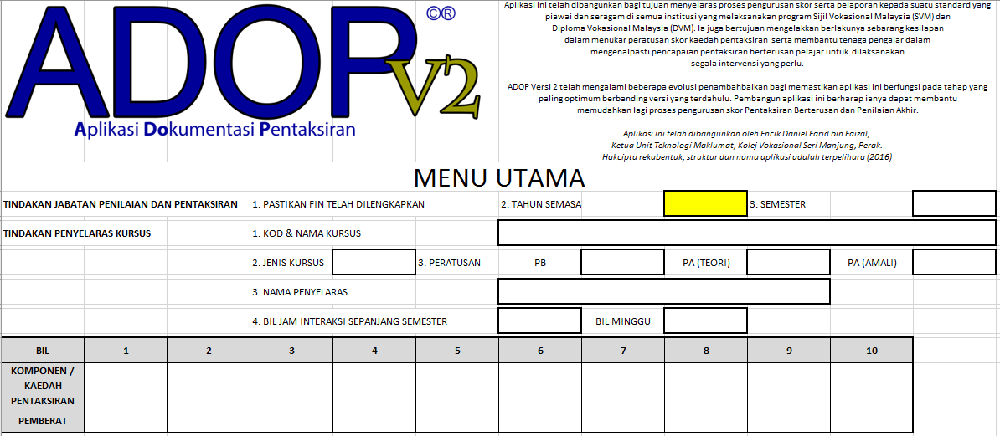 ADOP V2 ©®
Aplikasi Dokumentasi Pentaksiran
Aplikasi ini telah dibangunkan bagi tujuan menyelaras proses pengurusan skor serta pelaporan kepada suatu standard yang
piawai dan seragam di semua institusi yang melaksanakan program Sijil Vokasional Malaysia (SVM) dan
Diploma Vokasional Malaysia (DVM). Ia juga bertujuan mengelakkan berlakunya sebarang kesilapan
dalam menukar peraturan skor kaedah pentaksiran serta membantu tenaga pengajar dalam
mengenalpasti pencapaian pentaksiran berterusan pelajar untuk dilaksanakan
segala intervensi yang perlu.
ADOP Versi 2 telah mengalami beberapa evolusi penambahbaikan bagi memastikan aplikasi ini berfungsi pada tahap yang
paling optimum berbanding versi yang terdahulu. Pembangun aplikasi ini berharap ianya dapat membantu
memudahkan lagi proses pengurusan skor Pentaksiran Berterusan dan Penilaian Akhir.
Aplikasi ini telah dibangunkan oleh Encik Daniel Farid bin Faizal,
Ketua Unit Teknologi Maklumat, Kolej Vokasional Seri Manjung, Perak.
Hakcipta rekabentuk, struktur dan nama aplikasi adalah terpelihara (2016)
MENU UTAMA
TINDAKAN JABATAN PENILAIAN DAN PENTAKSIRAN 1. PASTIKAN FIN TELAH DILENGKAPKAN 2. TAHUN SEMASA 3. SEMESTER
TINDAKAN PENYELARAS KURSUS 1. KOD & NAMA KURSUS
2. JENIS KURSUS 3. PERATUSAN PB PA (TEORI) PA (AMALI)
3. NAMA PENYELARAS
4. BIL JAM INTERAKSI SEPANJANG SEMESTER BIL MINGGU
BIL 1 2 3 4 5 6 7 8 9 10
KOMPONEN /
KAEDAH
PENTAKSIRAN
PEMBERAT